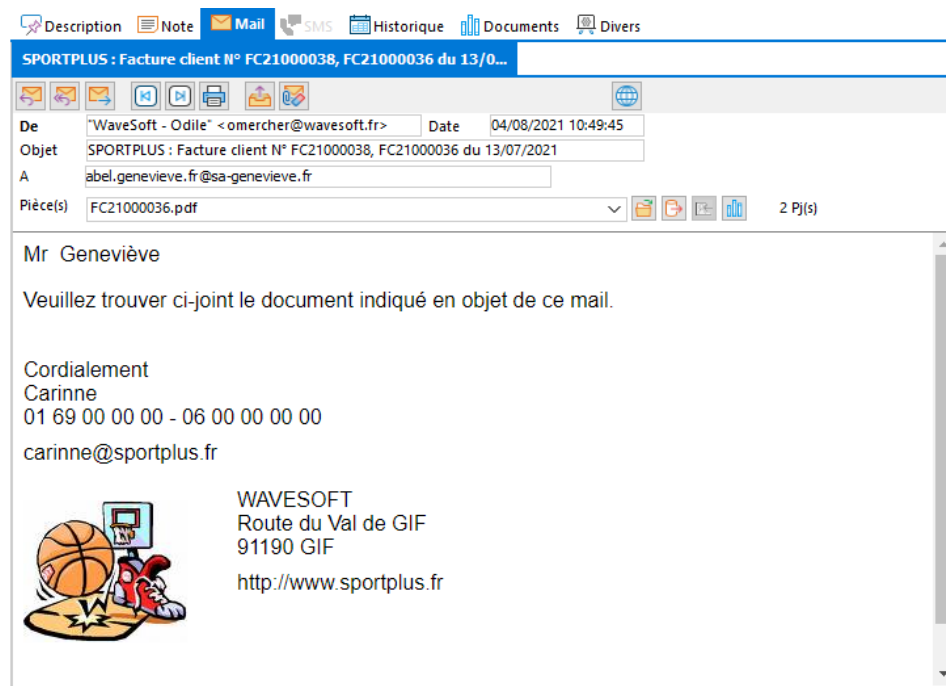 Description Note Mail SMS Historique Documents Divers
SPORTPLUS : Facture client N° FC21000038, FC21000036 du 13/0...
De "WaveSoft - Odile" <omercher@wavesoft.fr> Date 04/08/2021 10:49:45
Objet SPORTPLUS : Facture client N° FC21000038, FC21000036 du 13/07/2021
A abel.genevieve.fr@sa-genevieve.fr
Pièce(s) FC21000036.pdf 2 Pj(s)
Mr Geneviève
Veuillez trouver ci-joint le document indiqué en objet de ce mail.
Cordialement
Carinne
01 69 00 00 00 - 06 00 00 00 00
carinne@sportplus.fr
WAVESOFT
Route du Val de GIF
91190 GIF
http://www.sportplus.fr